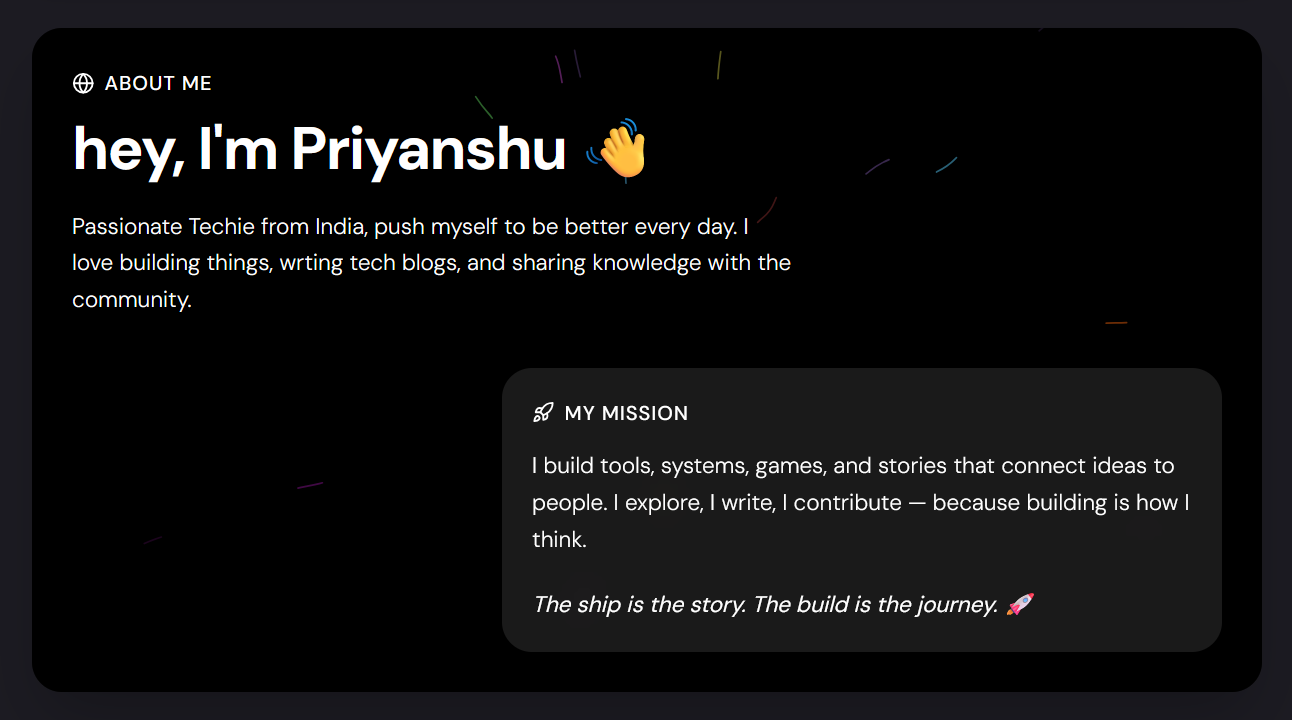 ABOUT ME
hey, I'm Priyanshu 👋
Passionate Techie from India, push myself to be better every day. I
love building things, wrting tech blogs, and sharing knowledge with the
community.
MY MISSION
I build tools, systems, games, and stories that connect ideas to
people. I explore, I write, I contribute — because building is how I
think.
The ship is the story. The build is the journey. 🚀